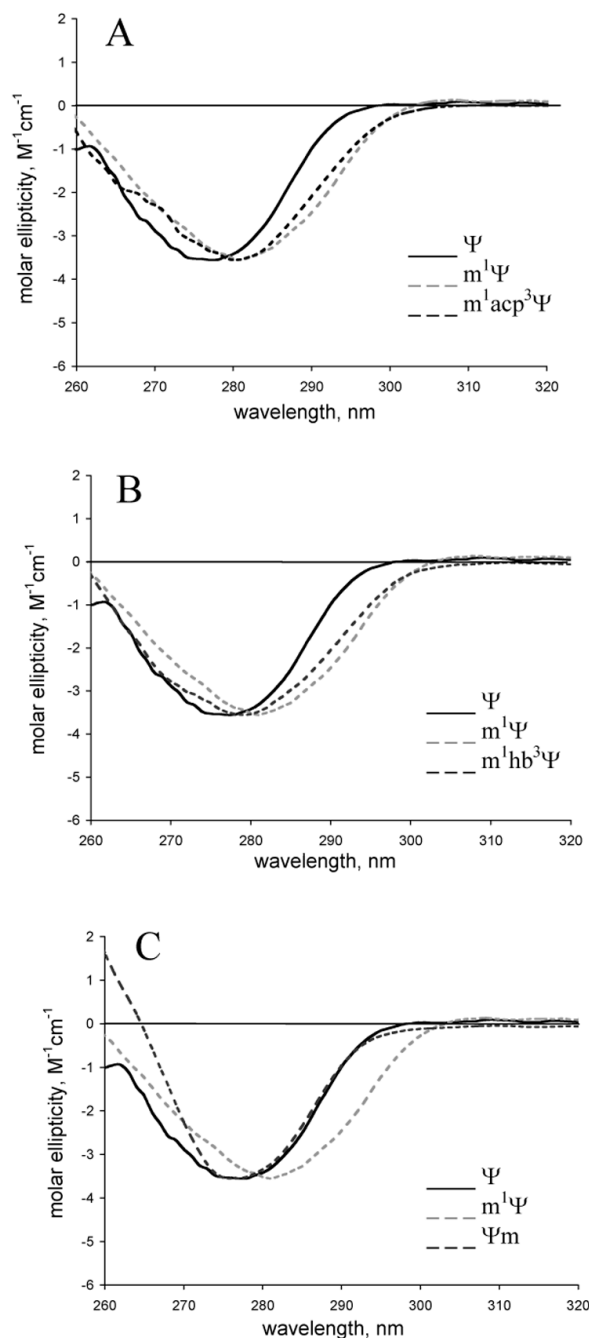 A
molar ellipticity, M⁻¹cm⁻¹
2
1
0
-1
-2
-3
-4
-5
-6
260 270 280 290 300 310 320
wavelength, nm
Ψ
m¹Ψ
m¹acp³Ψ
B
molar ellipticity, M⁻¹cm⁻¹
2
1
0
-1
-2
-3
-4
-5
-6
260 270 280 290 300 310 320
wavelength, nm
Ψ
m¹Ψ
m¹hb³Ψ
C
molar ellipticity, M⁻¹cm⁻¹
2
1
0
-1
-2
-3
-4
-5
-6
260 270 280 290 300 310 320
wavelength, nm
Ψ
m¹Ψ
Ψm